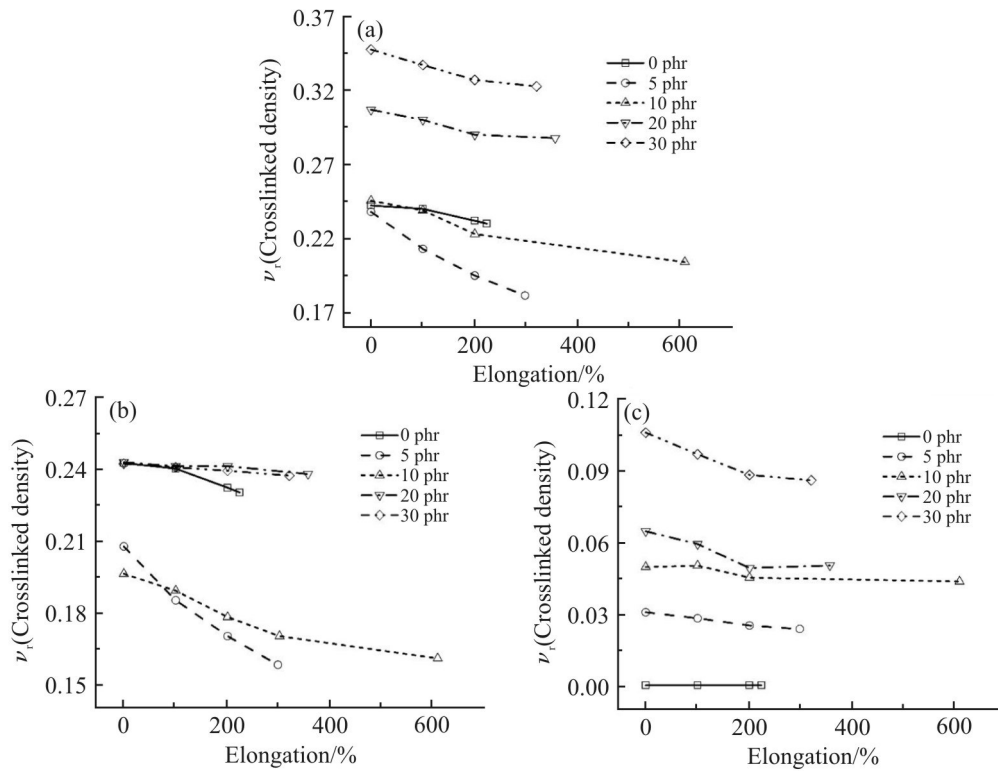 (a)
0.37
0.32
0.27
0.22
0.17
νr(Crosslinked density)
0 phr
5 phr
10 phr
20 phr
30 phr
0 200 400 600
Elongation/%
(b)
0.27
0.24
0.21
0.18
0.15
νr(Crosslinked density)
0 phr
5 phr
10 phr
20 phr
30 phr
0 200 400 600
Elongation/%
(c)
0.12
0.09
0.06
0.03
0.00
νr(Crosslinked density)
0 phr
5 phr
10 phr
20 phr
30 phr
0 200 400 600
Elongation/%